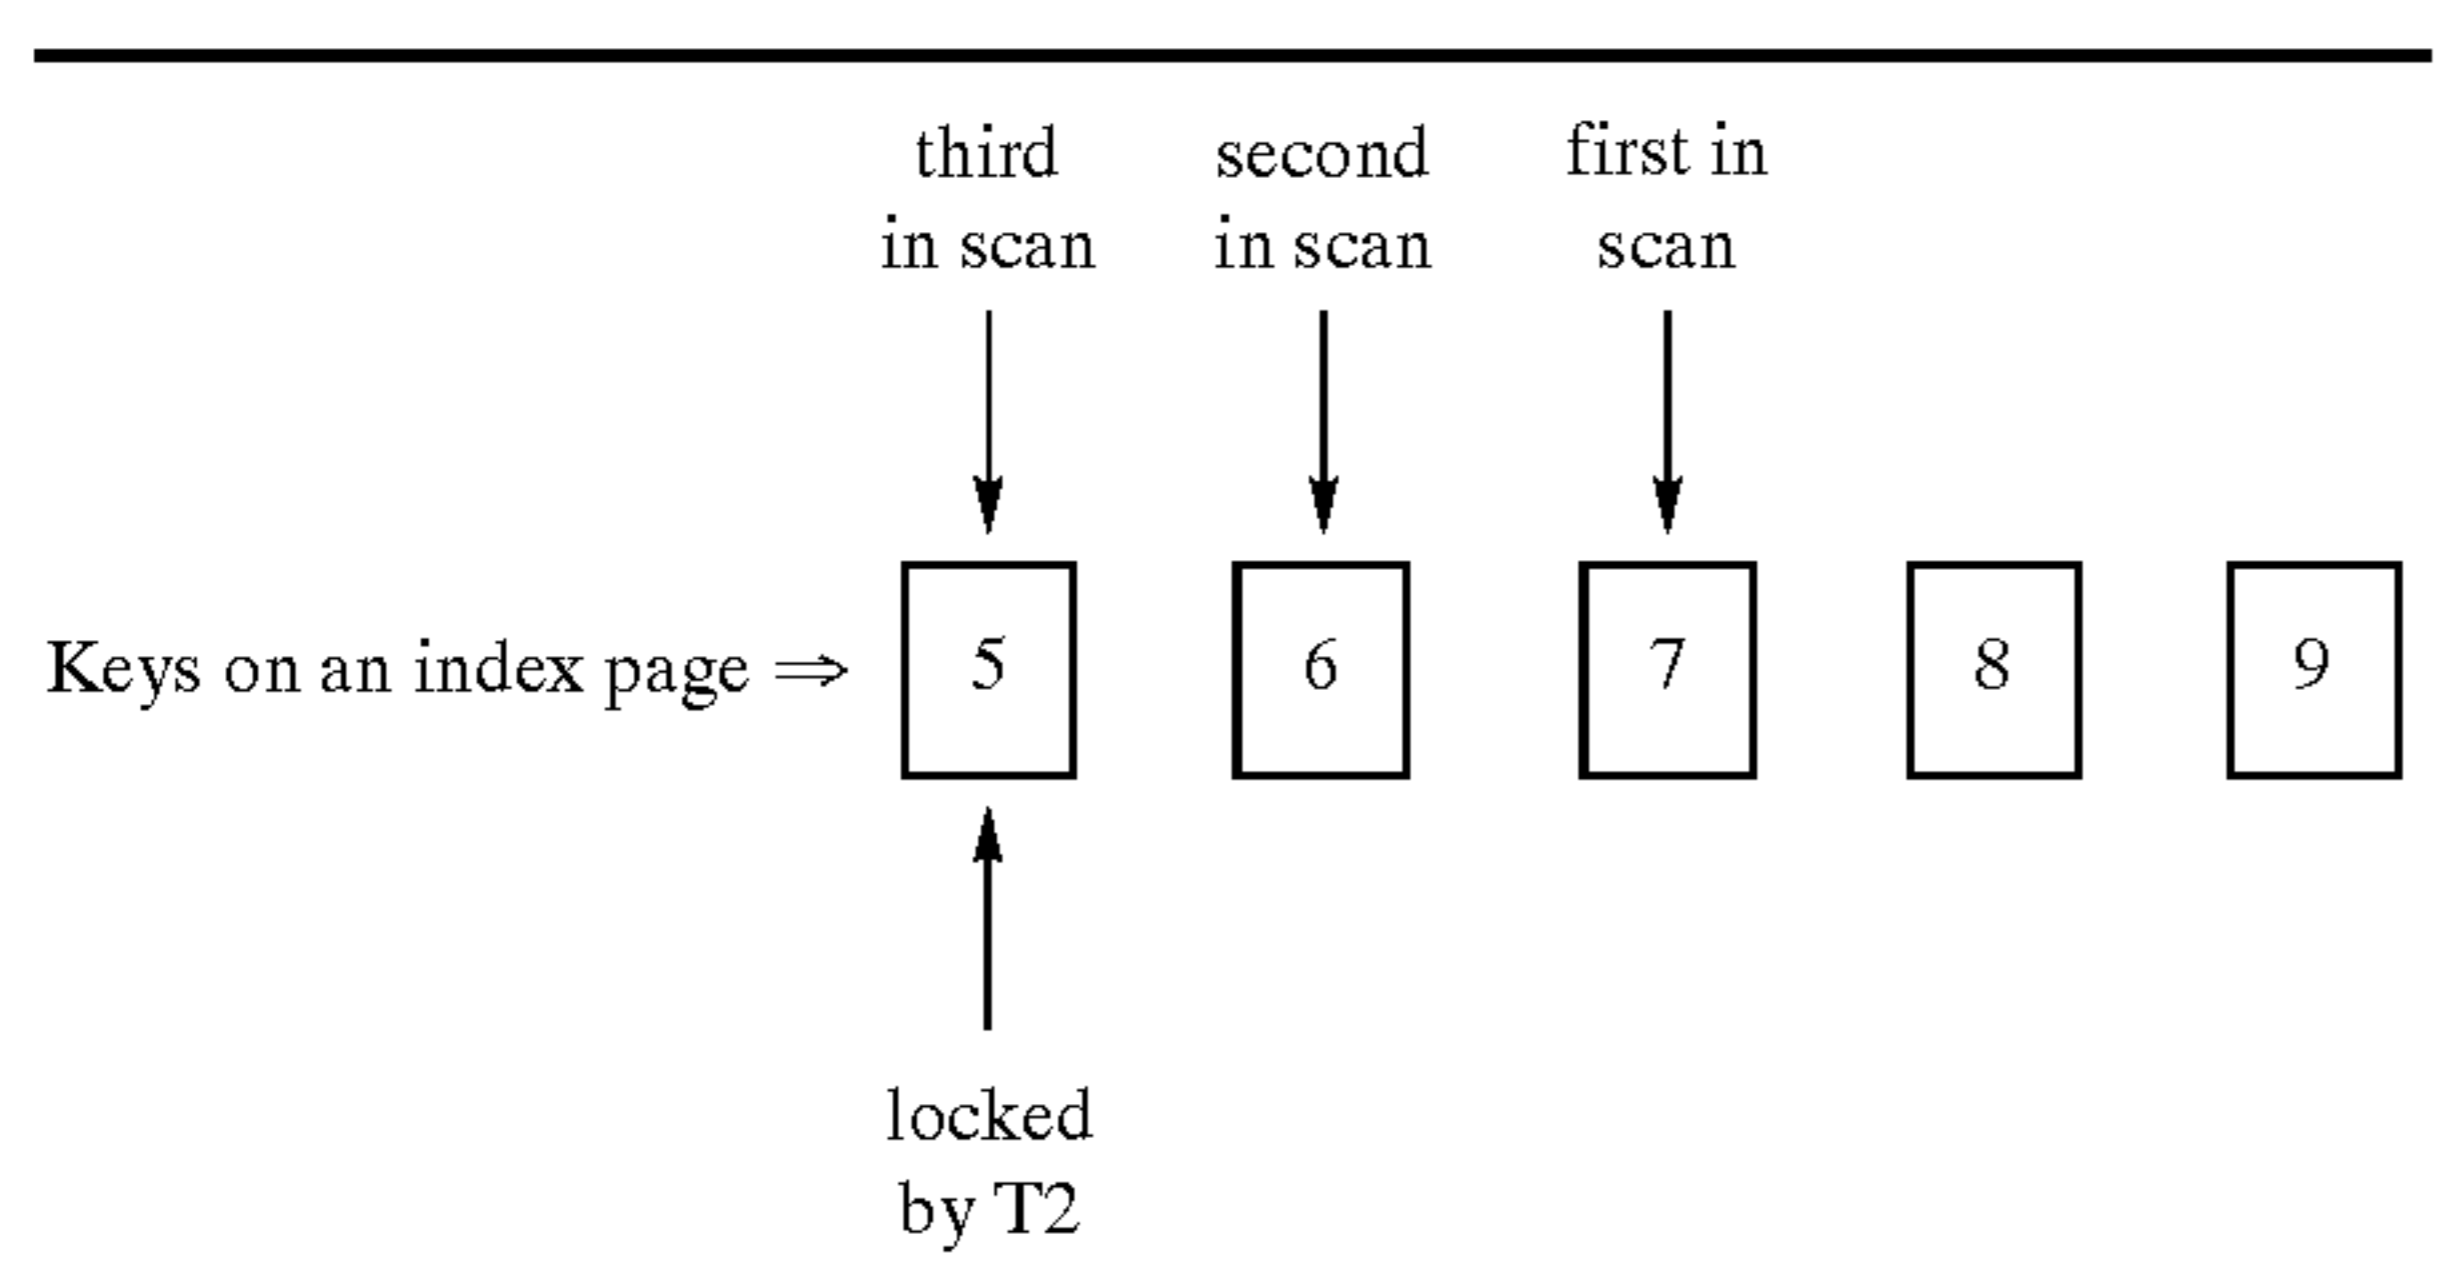 third
in scan
second
in scan
first in
scan
Keys on an index page ⇒ 5 6 7 8 9
locked
by T2